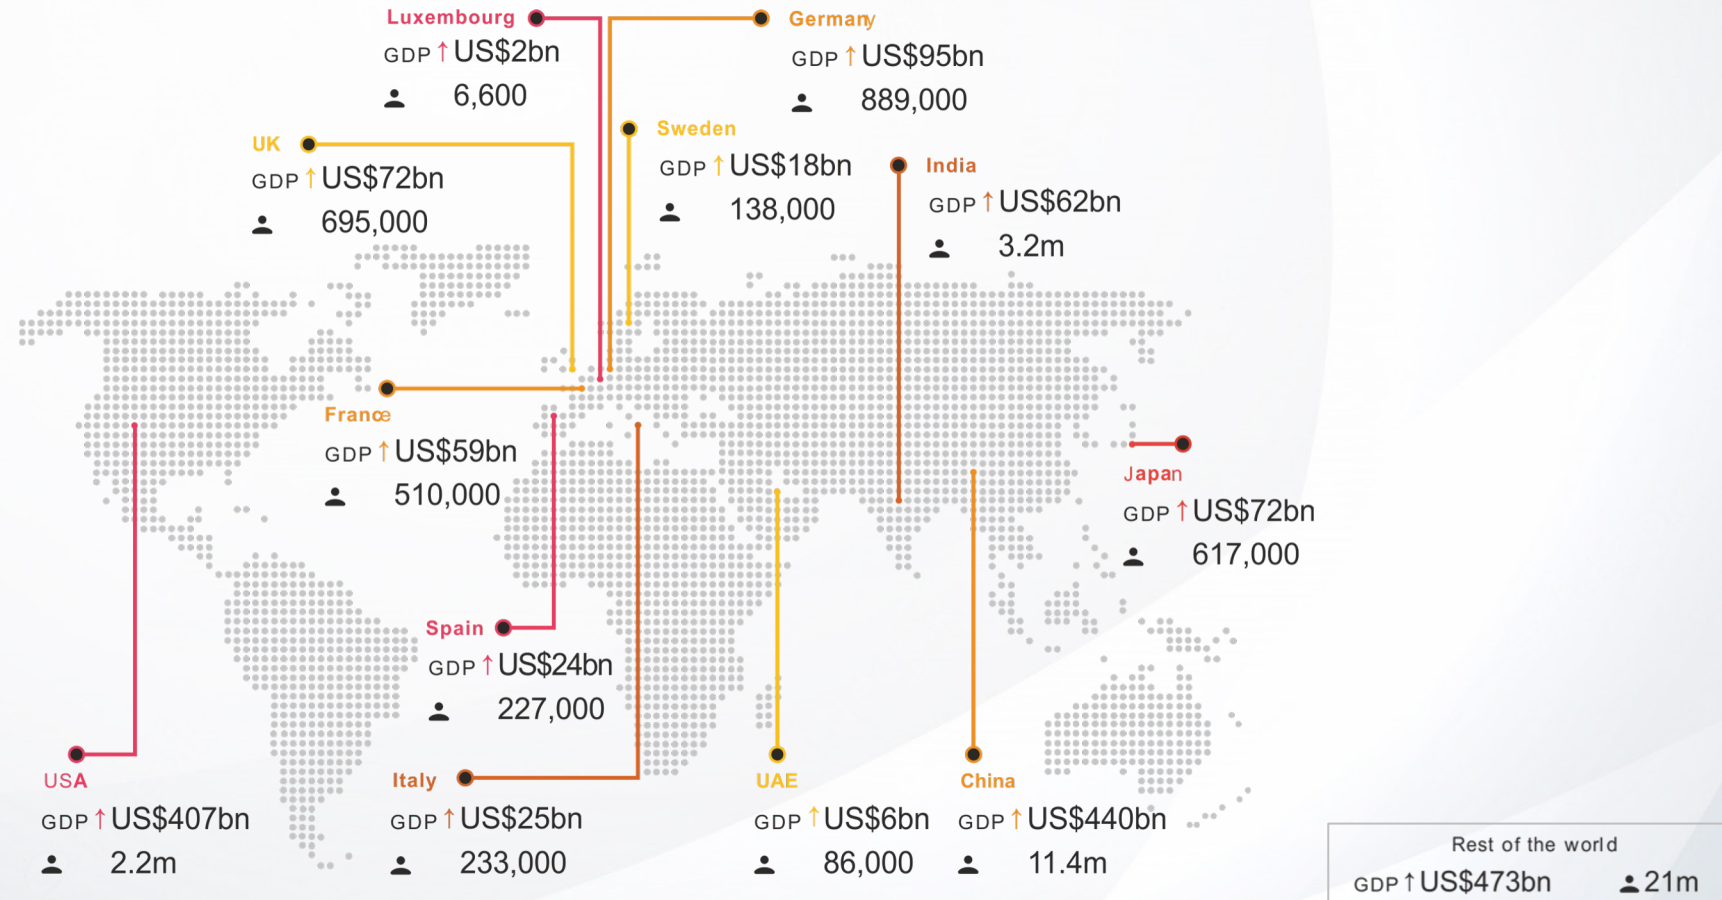 Luxembourg
GDP ↑ US$2bn
6,600
Germany
GDP ↑ US$95bn
889,000
UK
GDP ↑ US$72bn
695,000
Sweden
GDP ↑ US$18bn
138,000
India
GDP ↑ US$62bn
3.2m
France
GDP ↑ US$59bn
510,000
Japan
GDP ↑ US$72bn
617,000
Spain
GDP ↑ US$24bn
227,000
USA
GDP ↑ US$407bn
2.2m
Italy
GDP ↑ US$25bn
233,000
UAE
GDP ↑ US$6bn
86,000
China
GDP ↑ US$440bn
11.4m
Rest of the world
GDP ↑ US$473bn 21m